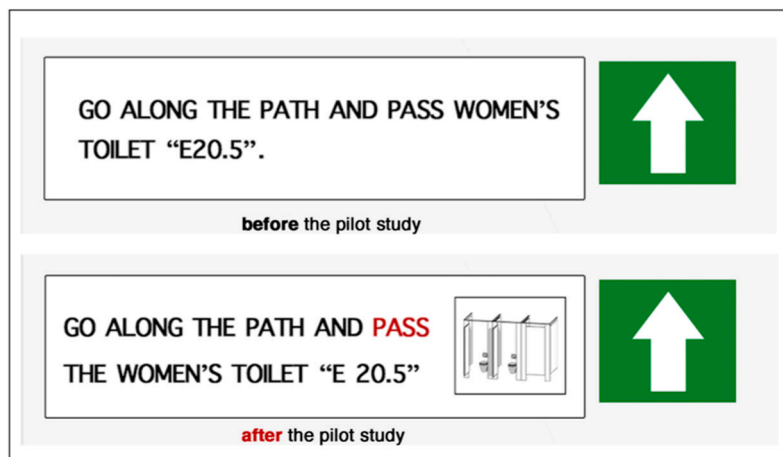 GO ALONG THE PATH AND PASS WOMEN'S
TOILET “E20.5”.
before the pilot study
GO ALONG THE PATH AND PASS
THE WOMEN'S TOILET “E 20.5”
after the pilot study